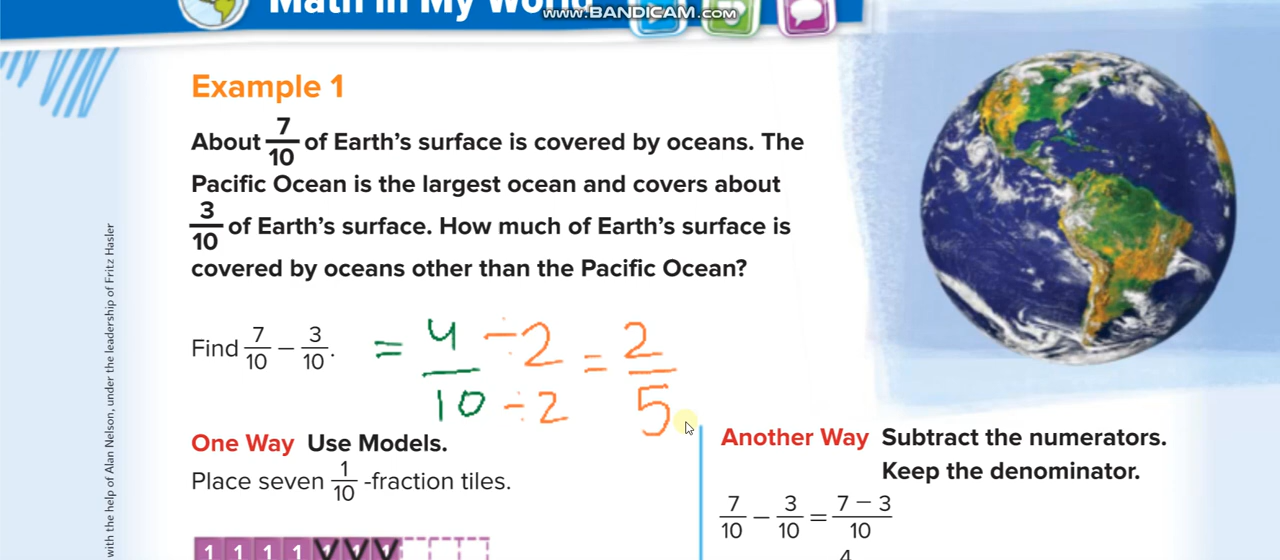 Math in My World
www.BANDICAM.com
Example 1
About 7/10 of Earth's surface is covered by oceans. The
Pacific Ocean is the largest ocean and covers about
3/10 of Earth's surface. How much of Earth's surface is
covered by oceans other than the Pacific Ocean?
Find 7/10 − 3/10. = 4/10 ÷2/÷2 = 2/5
One Way Use Models.
Place seven 1/10 -fraction tiles.
1 1 1 1 1 1 1
Another Way Subtract the numerators.
Keep the denominator.
7/10 − 3/10 = 7 − 3/10
4
with the help of Alan Nelson, under the leadership of Fritz Hasler